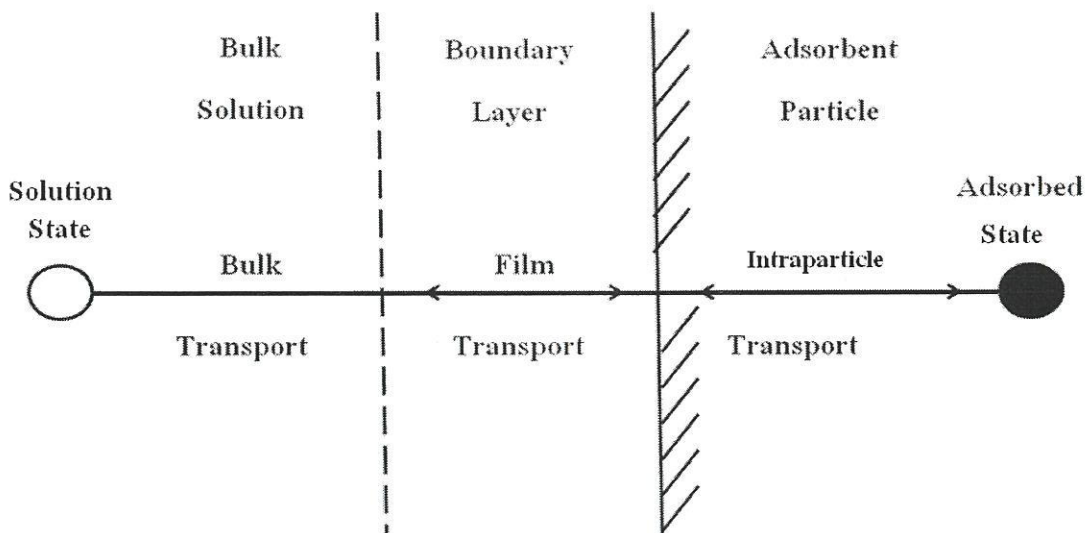 Bulk
Solution
Boundary
Layer
Adsorbent
Particle
Solution
State
Adsorbed
State
Bulk
Transport
Film
Transport
Intraparticle
Transport